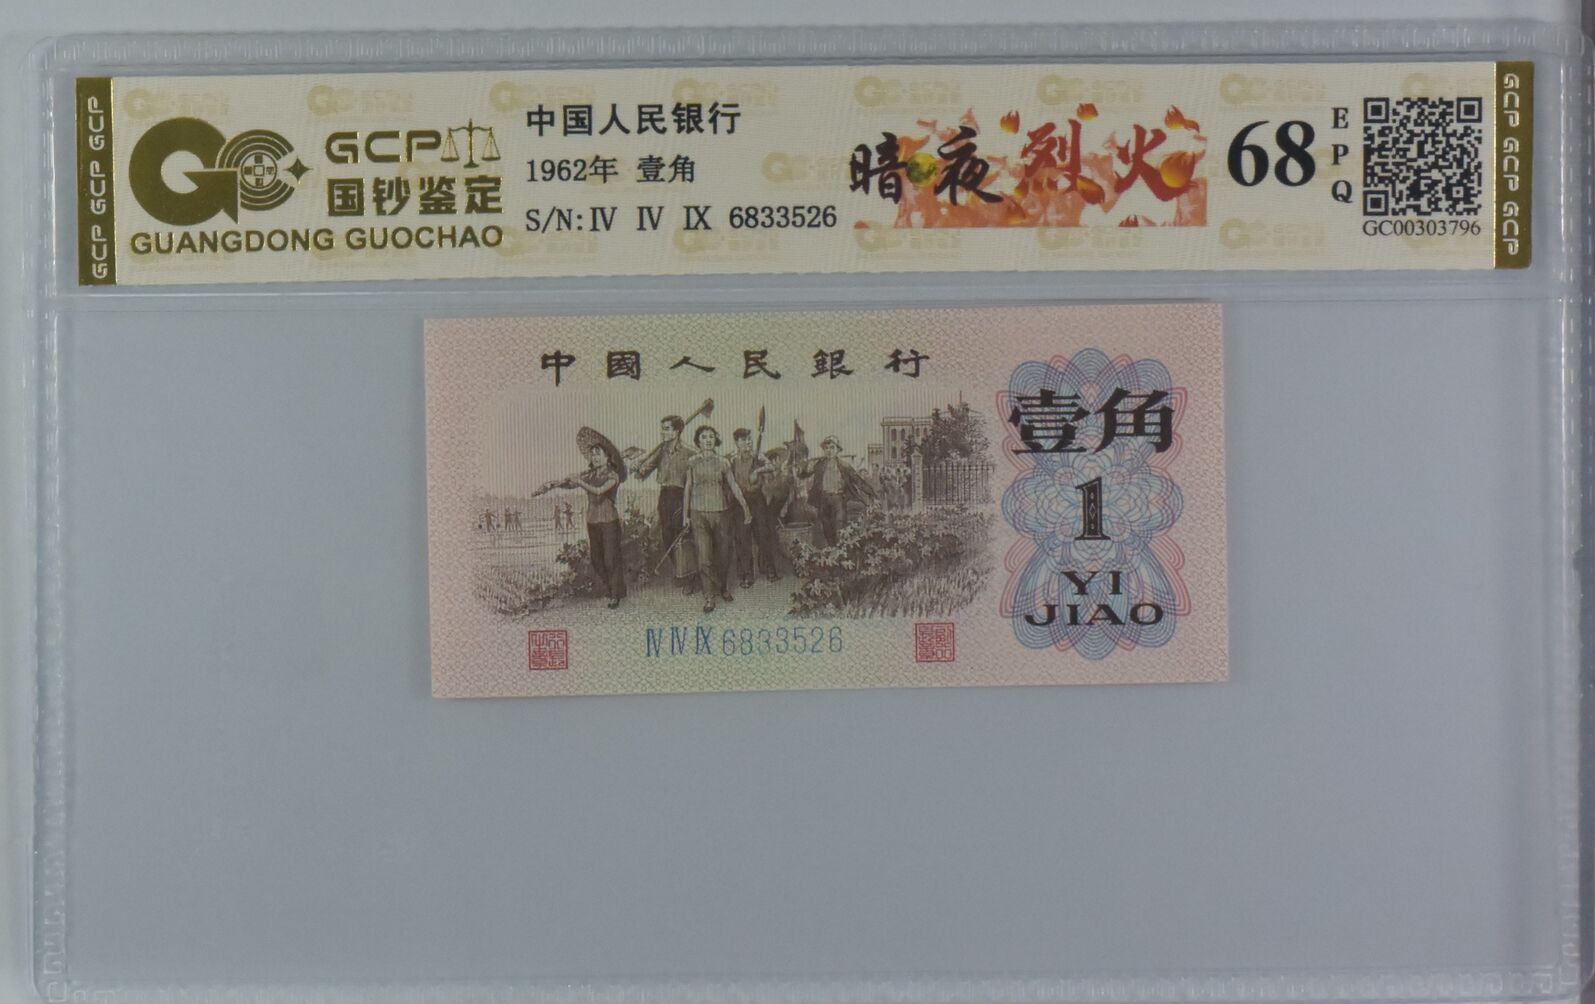 GCP GCP GCP
GCP
国钞鉴定
GUANGDONG GUOCHAO
中国人民银行
1962年 壹角
S/N: IV IV IX 6833526
暗夜烈火
68
EPQ
GC00303796
GCP GCP GCP
中國人民銀行
壹角
1
YI
JIAO
IV IV IX 6833526